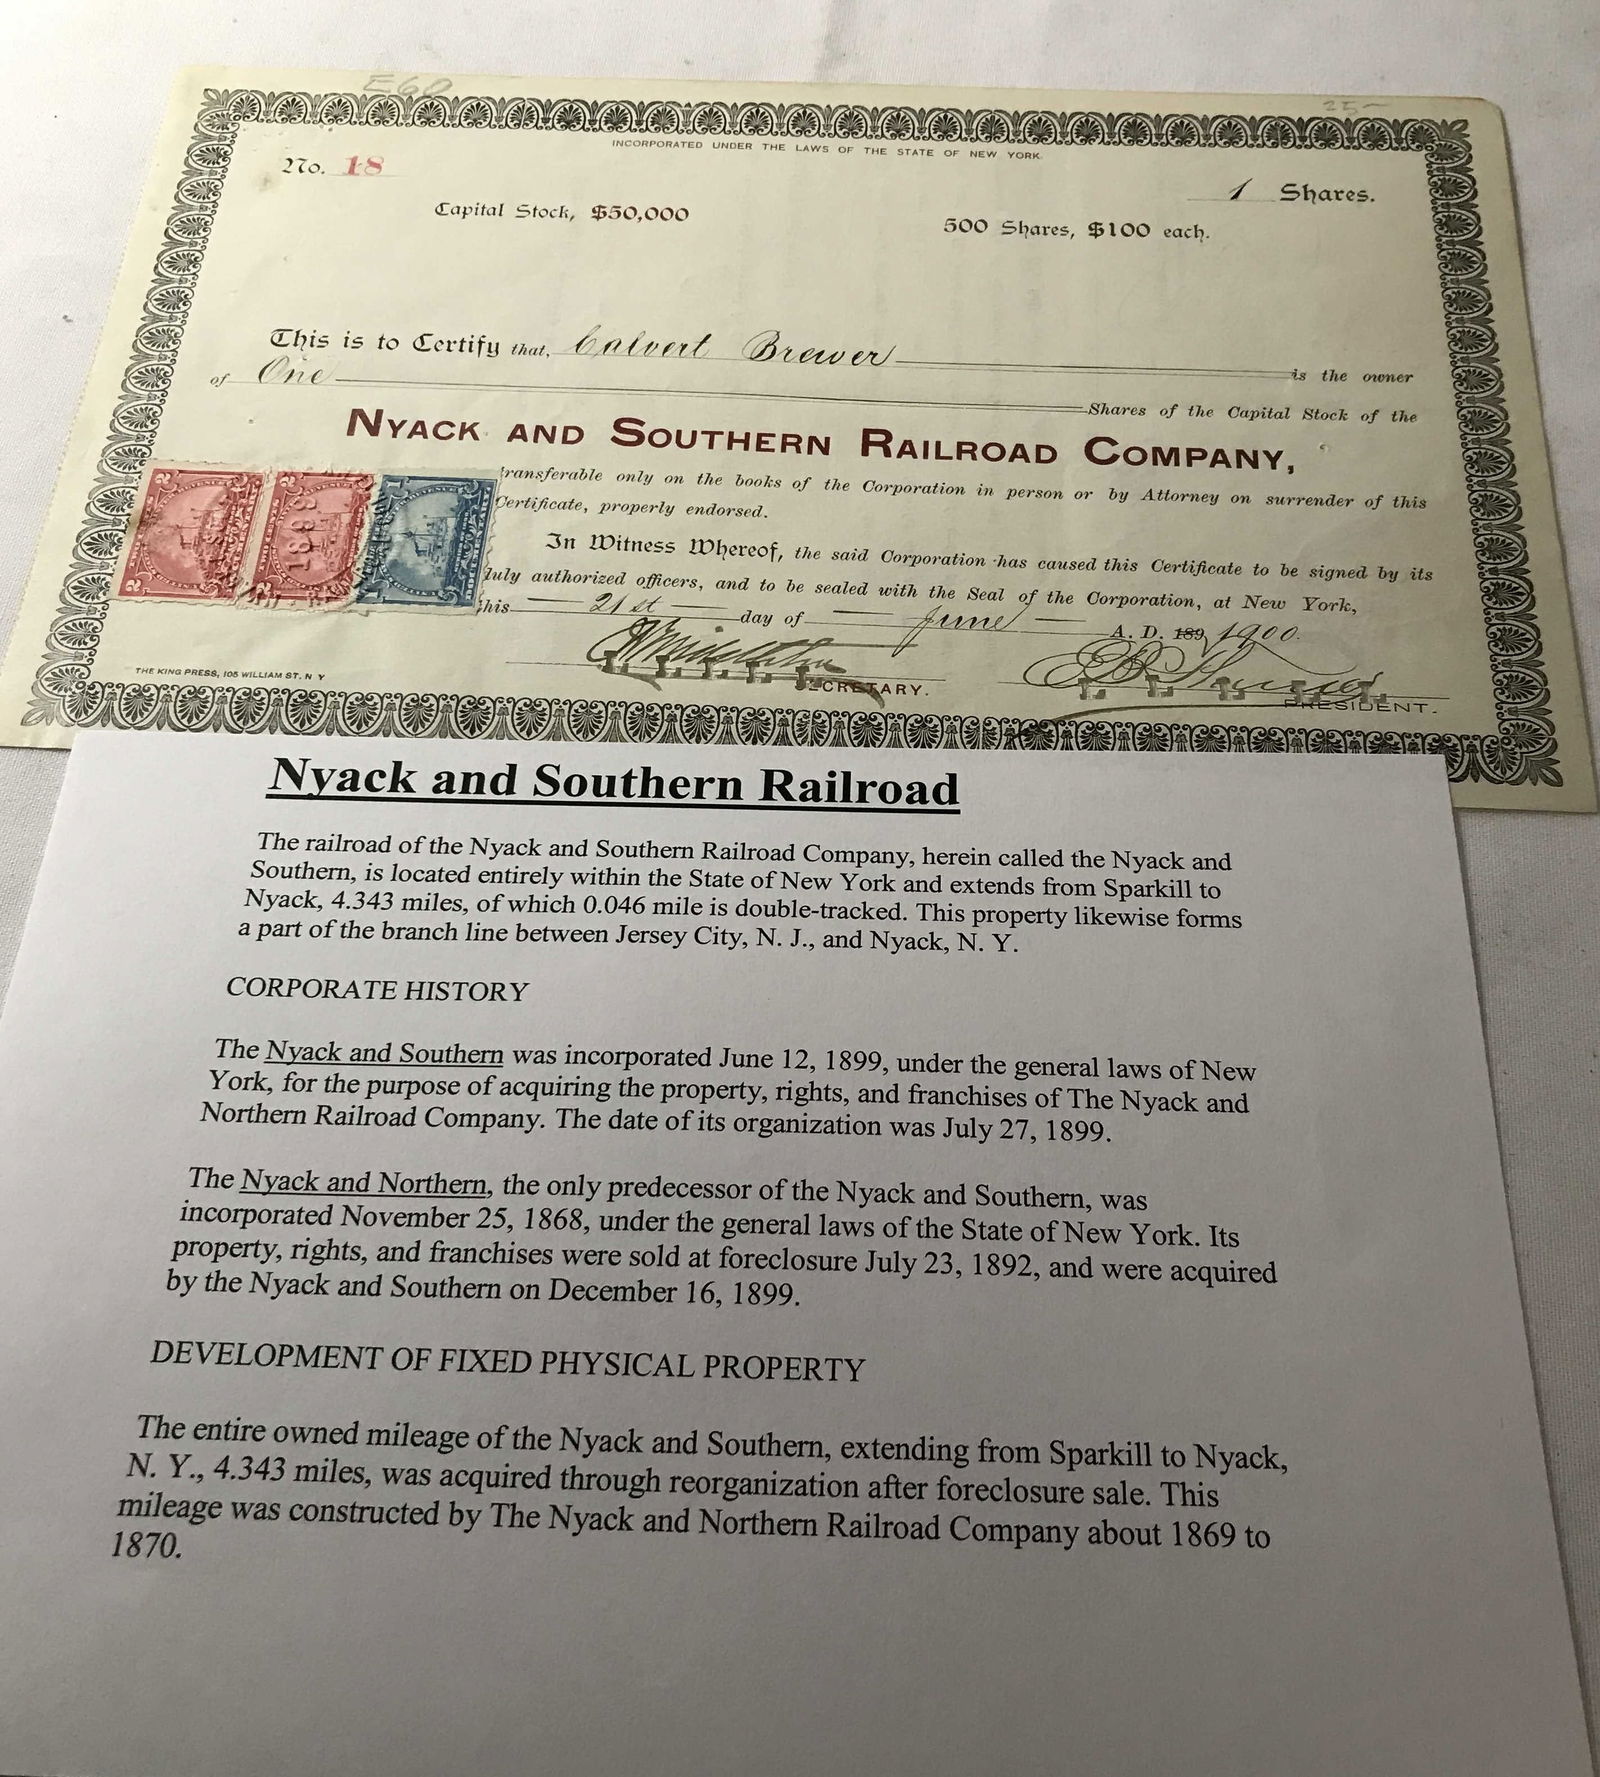 E60
25-
INCORPORATED UNDER THE LAWS OF THE STATE OF NEW YORK
No. 18
1 Shares.
Capital Stock, $50,000
500 Shares, $100 each.
This is to Certify that, Calvert Brewer is the owner
of One Shares of the Capital Stock of the
NYACK AND SOUTHERN RAILROAD COMPANY,
transferable only on the books of the Corporation in person or by Attorney on surrender of this
Certificate, properly endorsed.
In Witness Whereof, the said Corporation has caused this Certificate to be signed by its
duly authorized officers, and to be sealed with the Seal of the Corporation, at New York,
this 21st day of June A. D. 189 1900.
SECRETARY.
PRESIDENT.
THE KING PRESS, 105 WILLIAM ST. N Y
Nyack and Southern Railroad
The railroad of the Nyack and Southern Railroad Company, herein called the Nyack and
Southern, is located entirely within the State of New York and extends from Sparkill to
Nyack, 4.343 miles, of which 0.046 mile is double-tracked. This property likewise forms
a part of the branch line between Jersey City, N. J., and Nyack, N. Y.
CORPORATE HISTORY
The Nyack and Southern was incorporated June 12, 1899, under the general laws of New
York, for the purpose of acquiring the property, rights, and franchises of The Nyack and
Northern Railroad Company. The date of its organization was July 27, 1899.
The Nyack and Northern, the only predecessor of the Nyack and Southern, was
incorporated November 25, 1868, under the general laws of the State of New York. Its
property, rights, and franchises were sold at foreclosure July 23, 1892, and were acquired
by the Nyack and Southern on December 16, 1899.
DEVELOPMENT OF FIXED PHYSICAL PROPERTY
The entire owned mileage of the Nyack and Southern, extending from Sparkill to Nyack,
N. Y., 4.343 miles, was acquired through reorganization after foreclosure sale. This
mileage was constructed by The Nyack and Northern Railroad Company about 1869 to
1870.